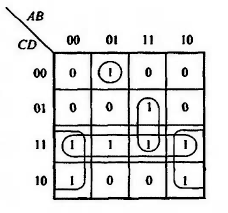 AB
CD
00 01 11 10
00 0 1 0 0
01 0 0 1 0
11 1 1 1 1
10 1 0 0 1